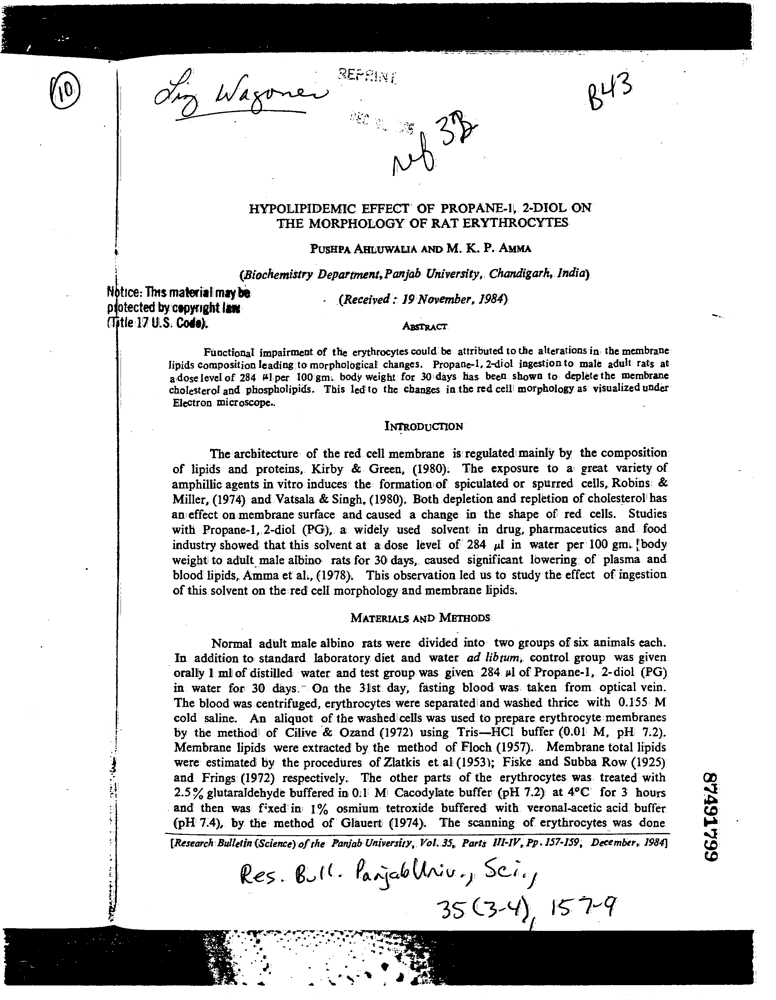 10
Liz Wagoner
REPRINT
B43
ref 3B
HYPOLIPIDEMIC EFFECT OF PROPANE-1, 2-DIOL ON
THE MORPHOLOGY OF RAT ERYTHROCYTES
PUSHPA AHLUWALIA AND M. K. P. AMMA
(Biochemistry Department, Panjab University, Chandigarh, India)
Notice: This material may be
protected by copyright law
(Title 17 U.S. Code).
(Received : 19 November, 1984)
ABSTRACT
Functional impairment of the erythrocytes could be attributed to the alterations in the membrane
lipids composition leading to morphological changes. Propane-1, 2-diol ingestion to male adult rats at
a dose level of 284 µl per 100 gm. body weight for 30 days has been shown to deplete the membrane
cholesterol and phospholipids. This led to the changes in the red cell morphology as visualized under
Electron microscope.
INTRODUCTION
The architecture of the red cell membrane is regulated mainly by the composition
of lipids and proteins, Kirby & Green, (1980). The exposure to a great variety of
amphillic agents in vitro induces the formation of spiculated or spurred cells, Robins &
Miller, (1974) and Vatsala & Singh, (1980). Both depletion and repletion of cholesterol has
an effect on membrane surface and caused a change in the shape of red cells. Studies
with Propane-1, 2-diol (PG), a widely used solvent in drug, pharmaceutics and food
industry showed that this solvent at a dose level of 284 µl in water per 100 gm. body
weight to adult male albino rats for 30 days, caused significant lowering of plasma and
blood lipids, Amma et al., (1978). This observation led us to study the effect of ingestion
of this solvent on the red cell morphology and membrane lipids.
MATERIALS AND METHODS
Normal adult male albino rats were divided into two groups of six animals each.
In addition to standard laboratory diet and water ad libtum, control group was given
orally 1 ml of distilled water and test group was given 284 µl of Propane-1, 2-diol (PG)
in water for 30 days. On the 31st day, fasting blood was taken from optical vein.
The blood was centrifuged, erythrocytes were separated and washed thrice with 0.155 M
cold saline. An aliquot of the washed cells was used to prepare erythrocyte membranes
by the method of Cilive & Ozand (1972) using Tris—HCl buffer (0.01 M, pH 7.2).
Membrane lipids were extracted by the method of Floch (1957). Membrane total lipids
were estimated by the procedures of Zlatkis et al (1953); Fiske and Subba Row (1925)
and Frings (1972) respectively. The other parts of the erythrocytes was treated with
2.5% glutaraldehyde buffered in 0.1 M Cacodylate buffer (pH 7.2) at 4°C for 3 hours
and then was fixed in 1% osmium tetroxide buffered with veronal-acetic acid buffer
(pH 7.4), by the method of Glauert (1974). The scanning of erythrocytes was done
[Research Bulletin (Science) of the Panjab University, Vol. 35, Parts III-IV, Pp. 157-159, December, 1984]
87491799
Res. Bull. Panjab Univ., Sci.,
35 (3-4), 157-9